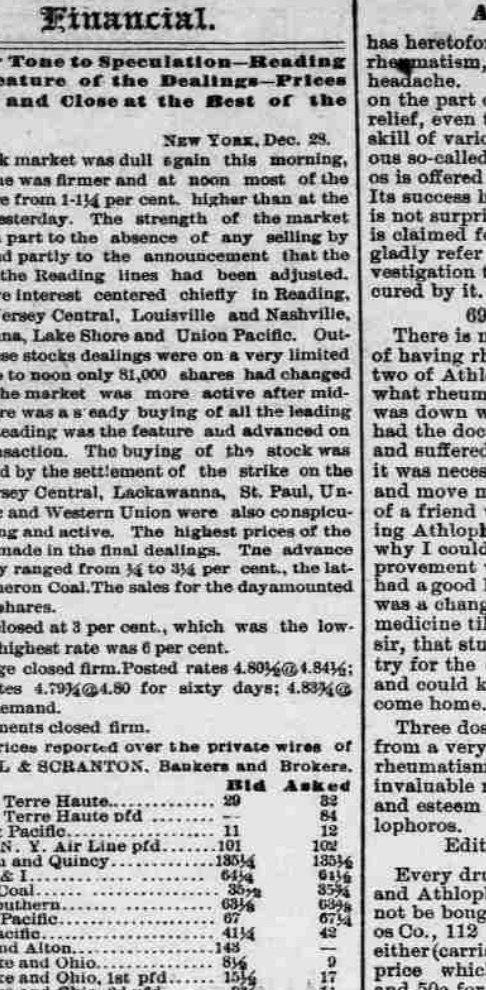 Financial.
Tone to Speculation—Reading
eature of the Dealings—Prices
and Close at the Best of the
NEW YORK, Dec. 28.
k market was dull again this morning,
ne was firmer and at noon most of the
e from 1-1¼ per cent. higher than at the
esterday. The strength of the market
part to the absence of any selling by
d partly to the announcement that the
the Reading lines had been adjusted.
e interest centered chiefly in Reading,
ersey Central, Louisville and Nashville,
na, Lake Shore and Union Pacific. Out-
se stocks dealings were on a very limited
to noon only 81,000 shares had changed
he market was more active after mid-
re was a s eady buying of all the leading
eading was the feature and advanced on
nsaction. The buying of the stock was
d by the settlement of the strike on the
rsey Central, Lackawanna, St. Paul, Un-
c and Western Union were also conspicu-
ng and active. The highest prices of the
made in the final dealings. The advance
y ranged from ¾ to 3¼ per cent., the lat-
meron Coal. The sales for the day amounted
shares.
closed at 3 per cent., which was the low-
highest rate was 6 per cent.
ge closed firm. Posted rates 4.80½@4.84½;
tes 4.79¾@4.80 for sixty days; 4.83¾@
emand.
ments closed firm.
rices reported over the private wires of
L & SCRANTON, Bankers and Brokers.
Bid Asked
Terre Haute 29 32
Terre Haute pfd -- 84
Pacific 11 12
N. Y. Air Line pfd 101 102
n and Quincy 135¼ 135½
& I 64¼ 64½
Coal 35¾
outhern 63½
Pacific 67 67¼
acific 41¼ 42
nd Alton 143 —
ke and Ohio 8½ 9
ke and Ohio, 1st pfd 15½ 17
A
has heretofor
rheumatism,
headache.
on the part o
relief, even t
skill of vario
ous so-called
os is offered
Its success h
is not surpri
is claimed fo
gladly refer
vestigation t
cured by it.
69
There is n
of having rh
two of Athl
what rheum
was down w
had the doc
and suffered
it was neces
and move m
of a friend
ing Athloph
why I could
provement
had a good
was a chang
medicine til
sir, that stu
try for the
and could k
come home.
Three dos
from a very
rheumatism
invaluable
and esteem
lophoros.
Edit
Every dru
and Athlop
not be boug
os Co., 112
either (carri
price whic
and 50c for